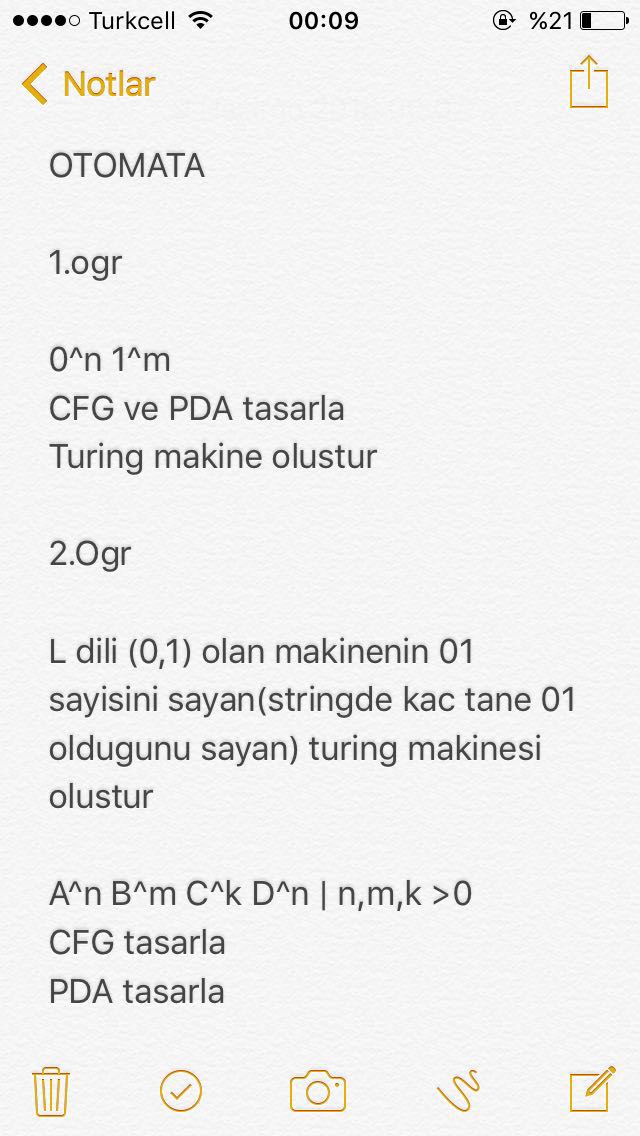 Turkcell 00:09 %21
Notlar
OTOMATA
1.ogr
0^n 1^m
CFG ve PDA tasarla
Turing makine olustur
2.Ogr
L dili (0,1) olan makinenin 01
sayisini sayan(stringde kac tane 01
oldugunu sayan) turing makinesi
olustur
A^n B^m C^k D^n | n,m,k >0
CFG tasarla
PDA tasarla